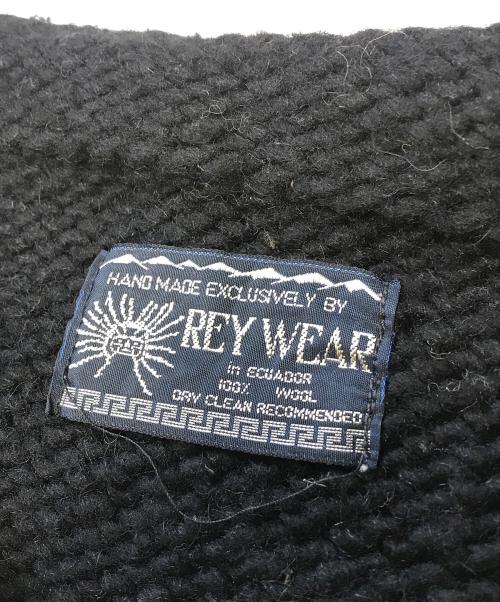 HAND MADE EXCLUSIVELY BY
REY WEAR
IN ECUADOR
100% WOOL
DRY CLEAN RECOMMENDED